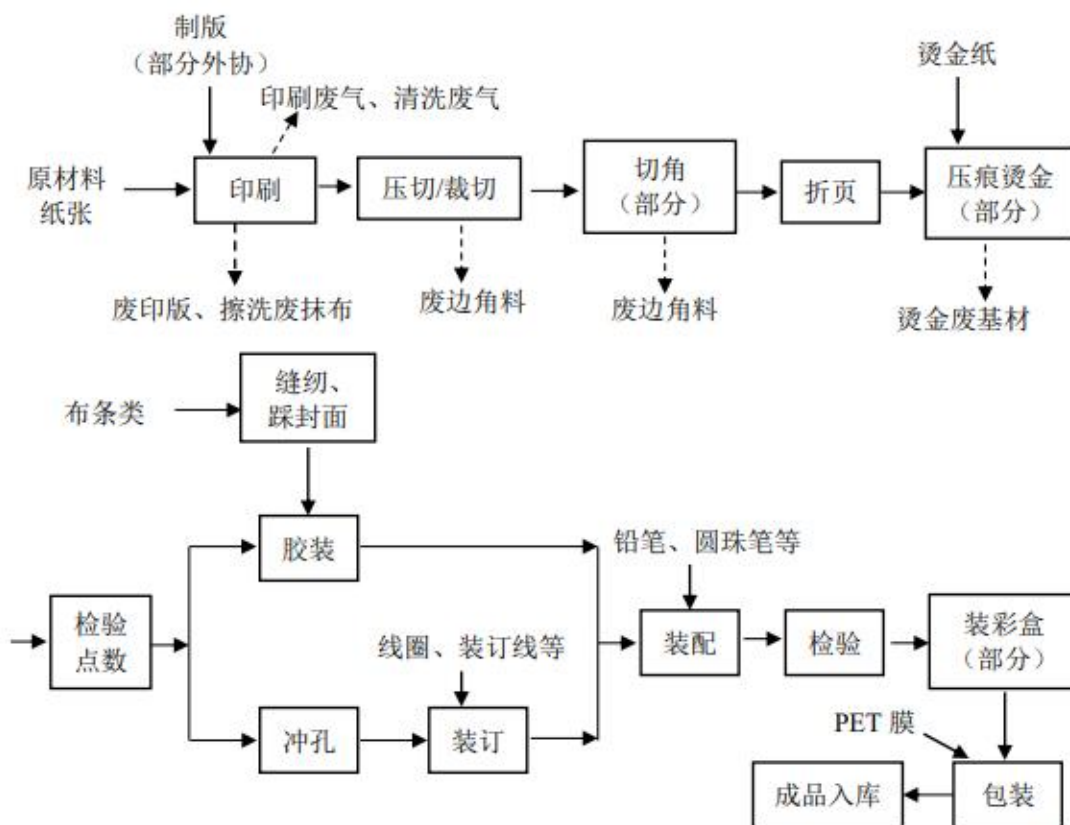 制版
（部分外协）
烫金纸
印刷废气、清洗废气
原材料
纸张
印刷
压切/裁切
切角
（部分）
折页
压痕烫金
（部分）
废印版、擦洗废抹布
废边角料
废边角料
烫金废基材
布条类
缝纫、
踩封面
胶装
铅笔、圆珠笔等
检验
点数
线圈、装订线等
装配
检验
装彩盒
（部分）
冲孔
装订
PET 膜
成品入库
包装